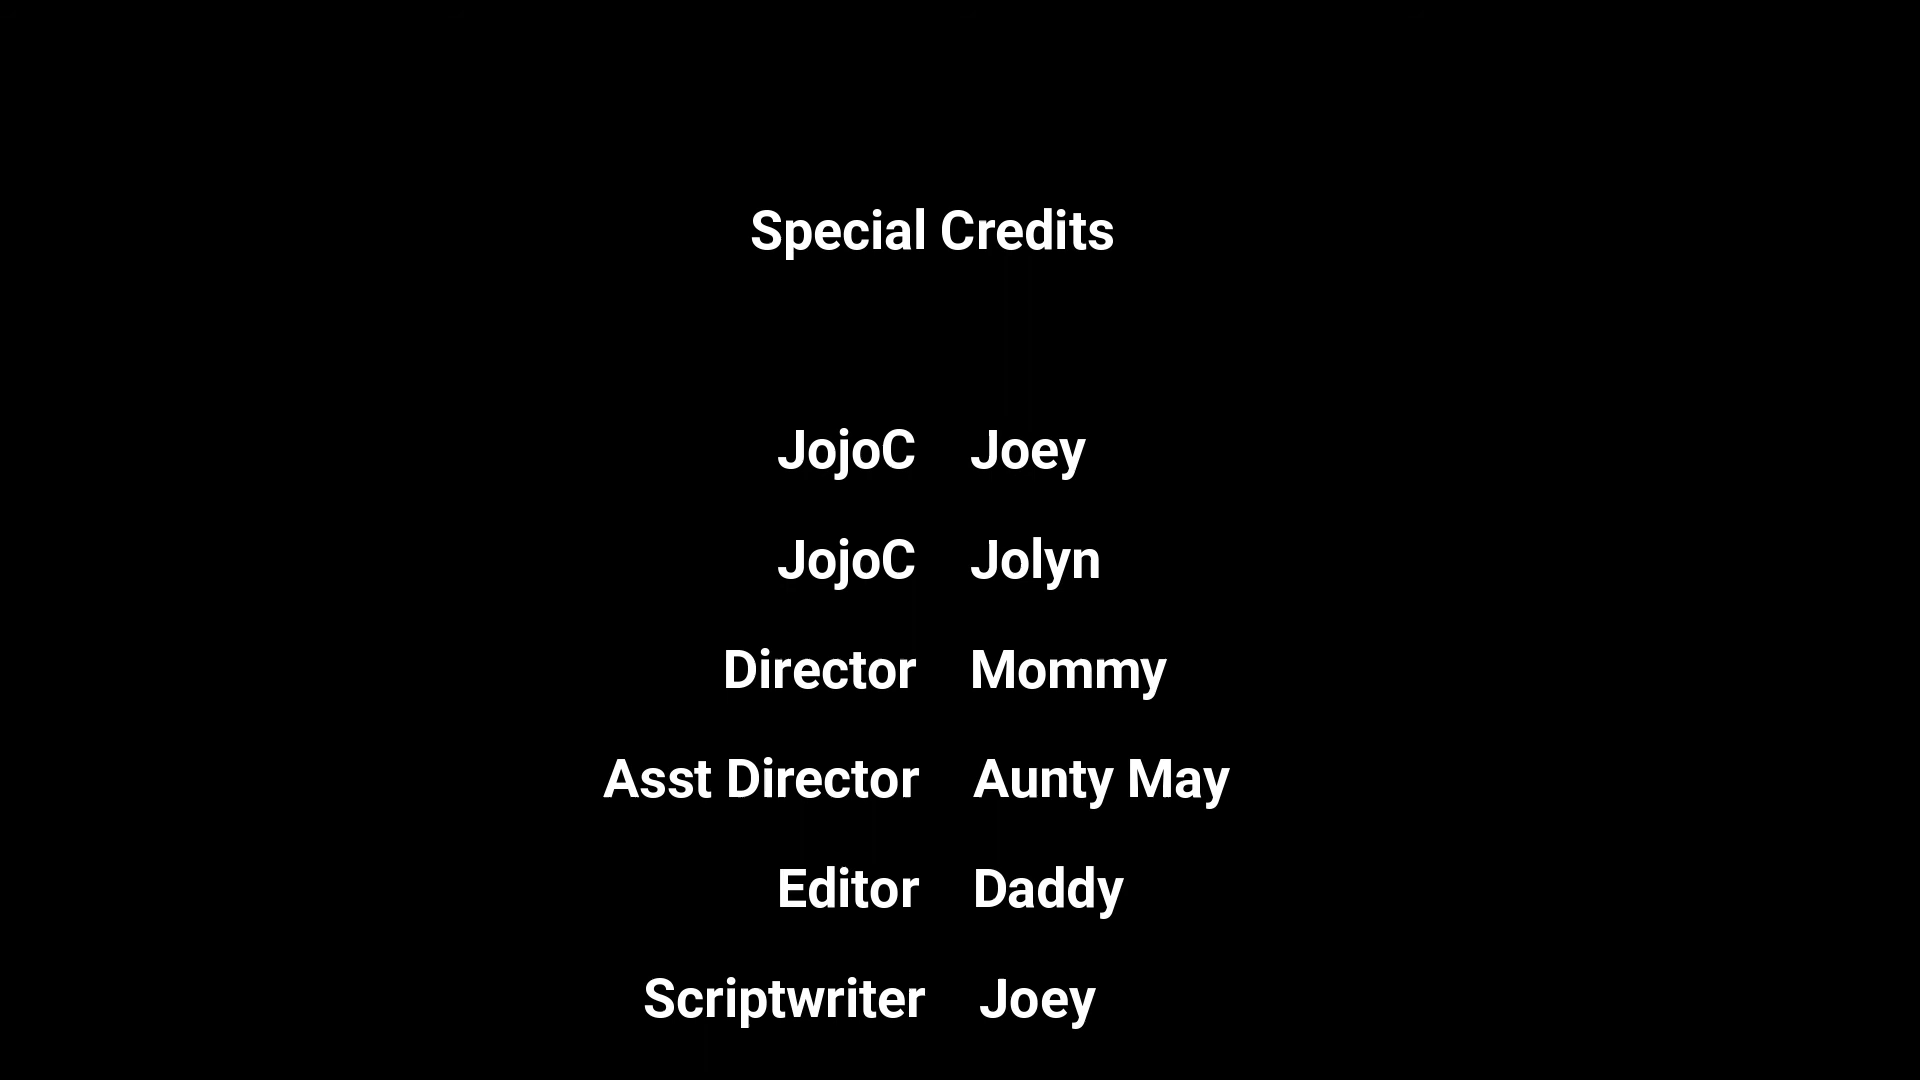 Special Credits
JojoC Joey
JojoC Jolyn
Director Mommy
Asst Director Aunty May
Editor Daddy
Scriptwriter Joey